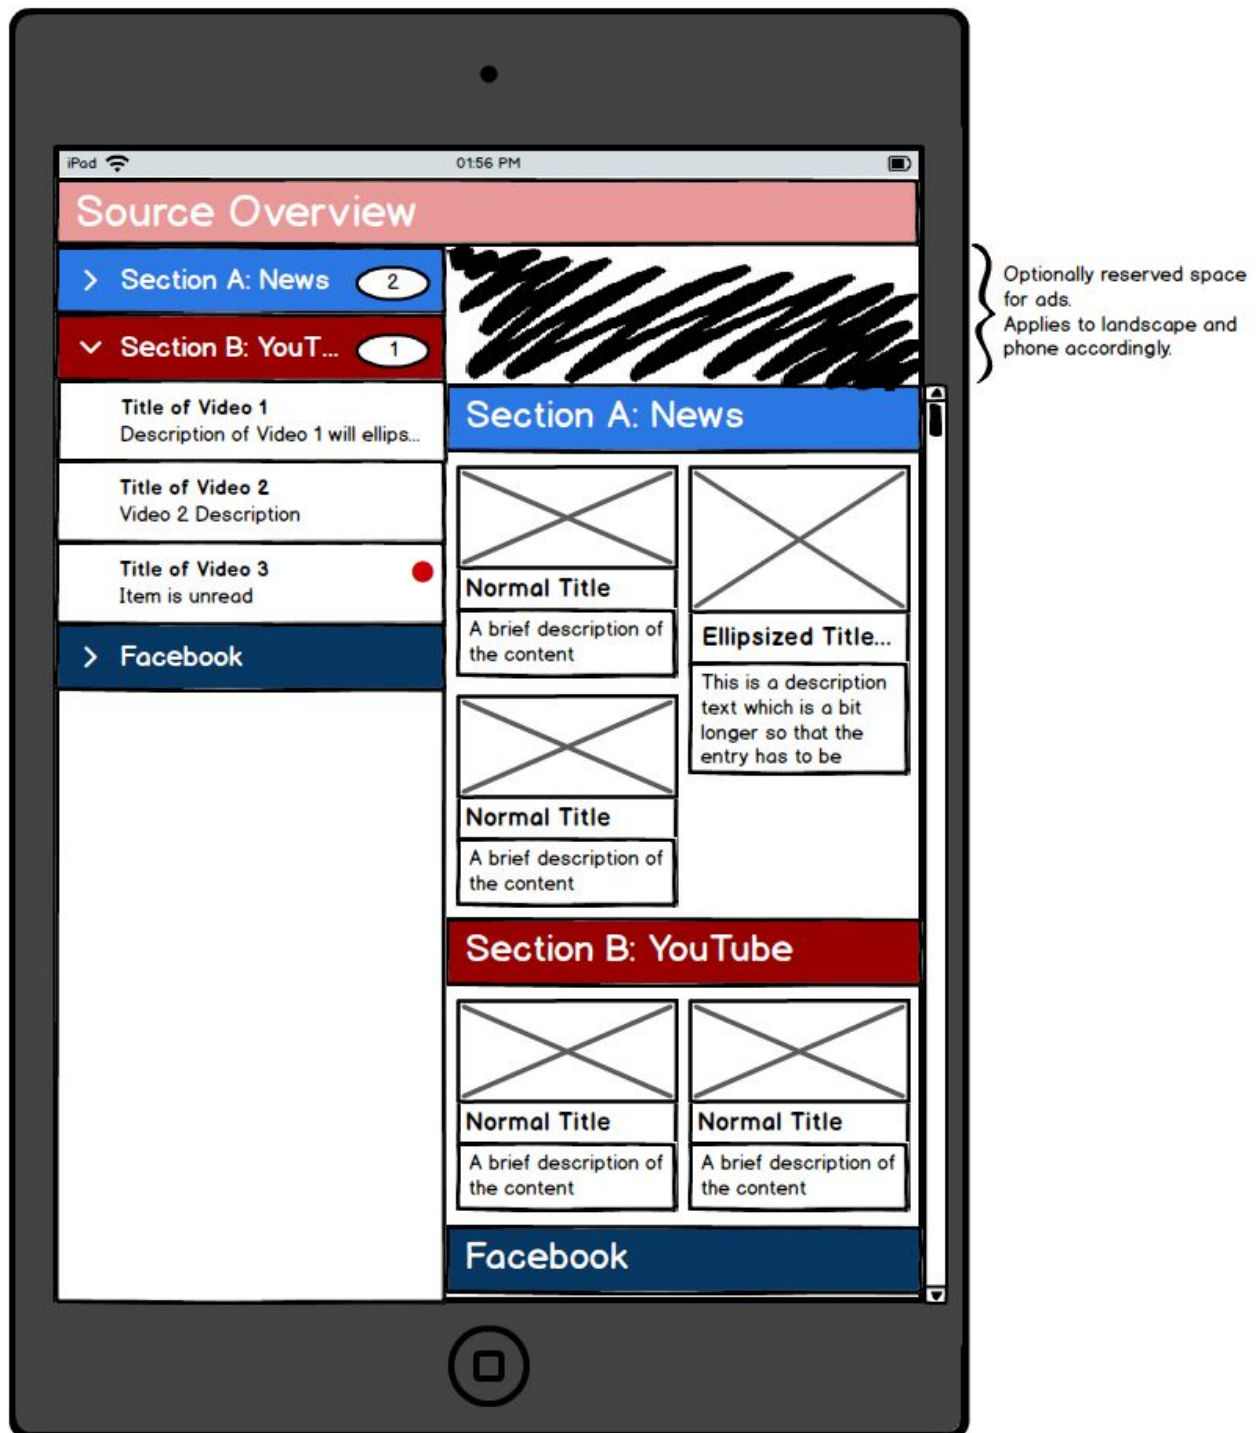 iPad
01:56 PM
Source Overview
Section A: News
2
Section B: YouT...
1
Title of Video 1
Description of Video 1 will ellips...
Title of Video 2
Video 2 Description
Title of Video 3
Item is unread
Facebook
Optionally reserved space
for ads.
Applies to landscape and
phone accordingly.
Section A: News
Normal Title
A brief description of
the content
Ellipsized Title...
This is a description
text which is a bit
longer so that the
entry has to be
Normal Title
A brief description of
the content
Section B: YouTube
Normal Title
A brief description of
the content
Normal Title
A brief description of
the content
Facebook